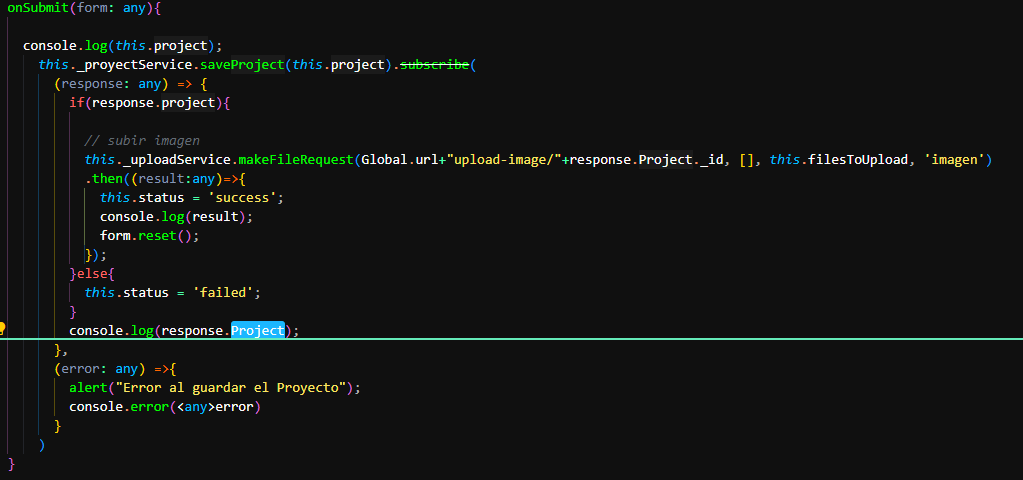 onSubmit(form: any){
console.log(this.project);
this._proyectService.saveProject(this.project).subscribe(
(response: any) => {
if(response.project){
// subir imagen
this._uploadService.makeFileRequest(Global.url+"upload-image/"+response.Project._id, [], this.filesToUpload, 'imagen')
.then((result:any)=>{
this.status = 'success';
console.log(result);
form.reset();
});
}else{
this.status = 'failed';
}
console.log(response.Project);
},
(error: any) =>{
alert("Error al guardar el Proyecto");
console.error(<any>error)
}
)
}